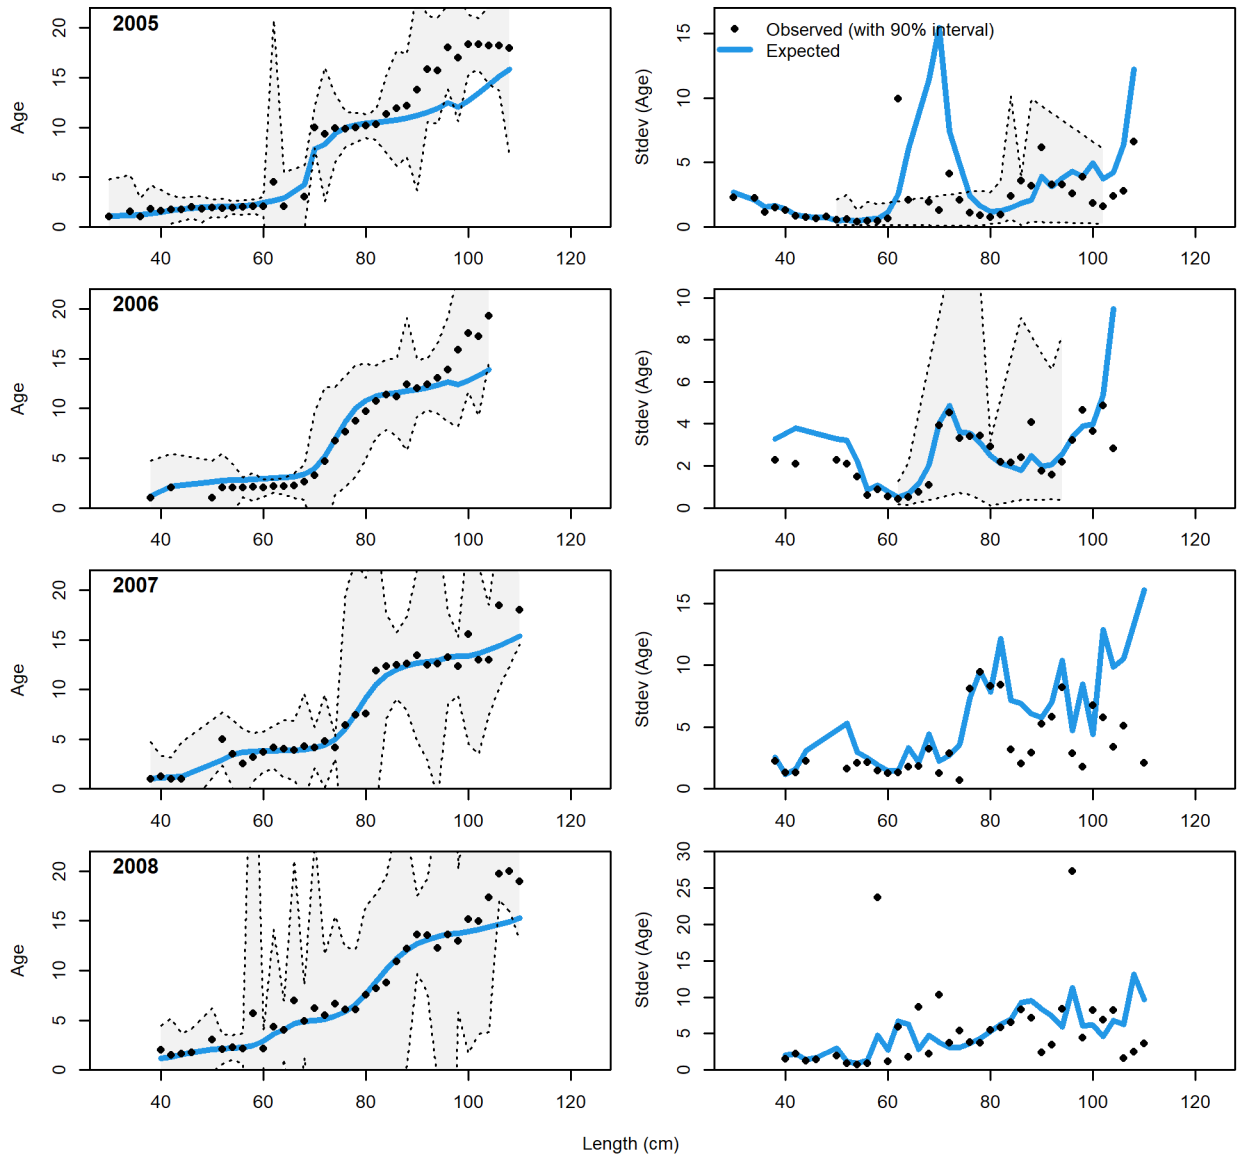 2005
Age
0 5 10 15 20
40 60 80 100 120
Observed (with 90% interval)
Expected
Stdev (Age)
0 5 10 15
40 60 80 100 120
2006
Age
0 5 10 15 20
40 60 80 100 120
Stdev (Age)
0 2 4 6 8 10
40 60 80 100 120
2007
Age
0 5 10 15 20
40 60 80 100 120
Stdev (Age)
0 5 10 15
40 60 80 100 120
2008
Age
0 5 10 15 20
40 60 80 100 120
Stdev (Age)
0 5 10 15 20 25 30
40 60 80 100 120
Length (cm)